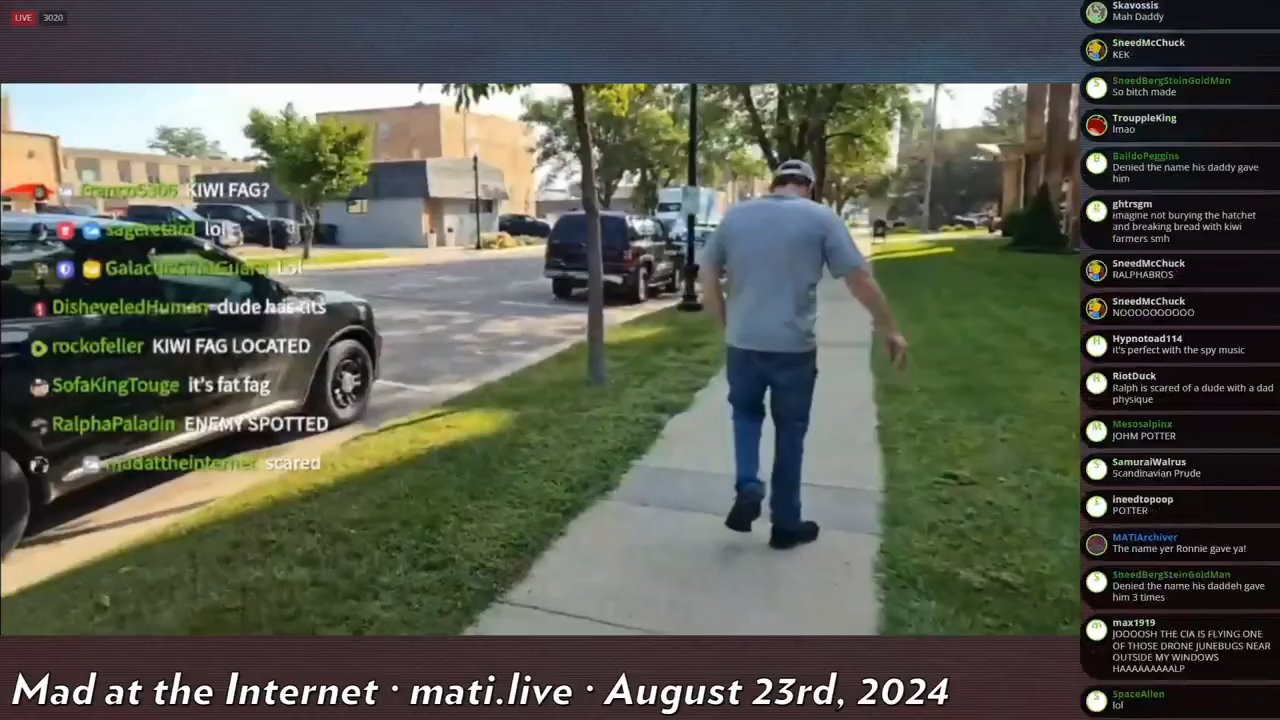 LIVE 3020
FrancoS106 KIWI FAG?
sageretard lol
Lol
DisheveledHuman dude has tits
rockofeller KIWI FAG LOCATED
SofaKingTouge it's fat fag
RalphaPaladin ENEMY SPOTTED
madattheinternet scared
Mad at the Internet · mati.live · August 23rd, 2024
Skavossis
Mah Daddy
SneedMcChuck
KEK
SneedBergSteinGoldMan
So bitch made
TrouppleKing
lmao
BalldoPeggins
Denied the name his daddy gave
him
ghtrsgm
imagine not burying the hatchet
and breaking bread with kiwi
farmers smh
SneedMcChuck
RALPHABROS
SneedMcChuck
NOOOOOOOOO
Hypnotoad114
it's perfect with the spy music
RiotDuck
Ralph is scared of a dude with a dad
physique
Mesosalpinx
JOHM POTTER
SamuraiWalrus
Scandinavian Prude
ineedtopoop
POTTER
MATIArchiver
The name yer Ronnie gave ya!
SneedBergSteinGoldMan
Denied the name his daddeh gave
him 3 times
max1919
JOOOOSH THE CIA IS FLYING ONE
OF THOSE DRONE JUNEBUGS NEAR
OUTSIDE MY WINDOWS
HAAAAAAAALP
SpaceAllen
lol